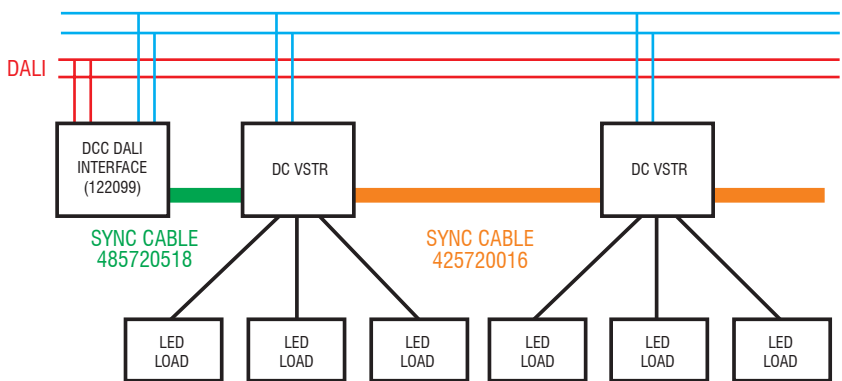 DALI
DCC DALI
INTERFACE
(122099)
DC VSTR
DC VSTR
SYNC CABLE
485720518
SYNC CABLE
425720016
LED
LOAD
LED
LOAD
LED
LOAD
LED
LOAD
LED
LOAD
LED
LOAD